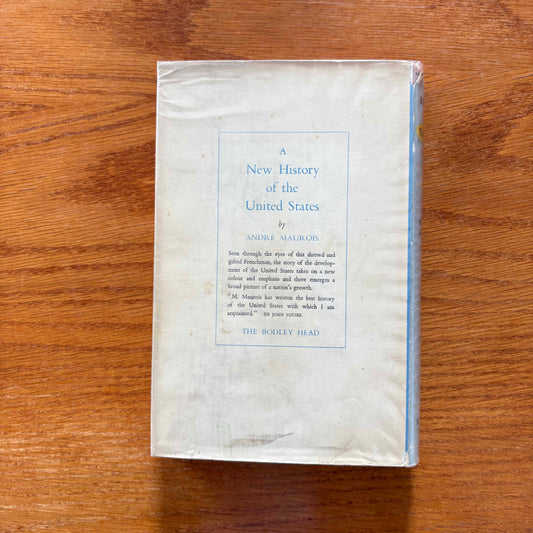 A
New History
of the
United States
by
ANDRÉ MAUROIS
Seen through the eyes of this shrewd and
gifted Frenchman, the story of the develop-
ment of the United States takes on a new
colour and emphasis and there emerges a
broad picture of a nation's growth.
"M. Maurois has written the best history
of the United States with which I am
acquainted." SIR JOHN SQUIRE
THE BODLEY HEAD